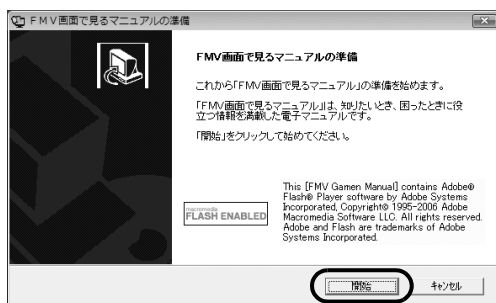 FMV画面で見るマニュアルの準備
FMV画面で見るマニュアルの準備
これから「FMV画面で見るマニュアル」の準備を始めます。
「FMV画面で見るマニュアル」は、知りたいとき、困ったときに役
立つ情報を満載した電子マニュアルです。
「開始」をクリックして始めてください。
macromedia
FLASH ENABLED
This [FMV Gamen Manual] contains Adobe®
Flash® Player software by Adobe Systems
Incorporated, Copyright© 1995-2006 Adobe
Macromedia Software LLC. All rights reserved.
Adobe and Flash are trademarks of Adobe
Systems Incorporated.
開始
キャンセル